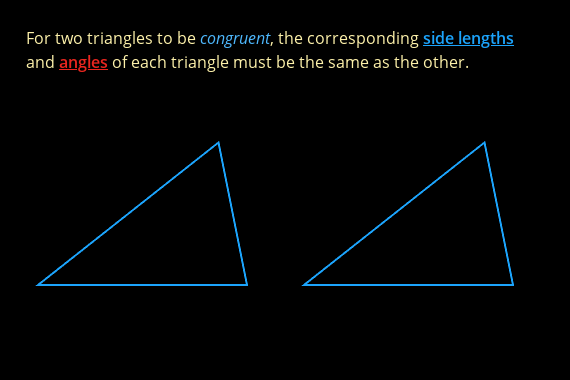 For two triangles to be congruent, the corresponding side lengths
and angles of each triangle must be the same as the other.